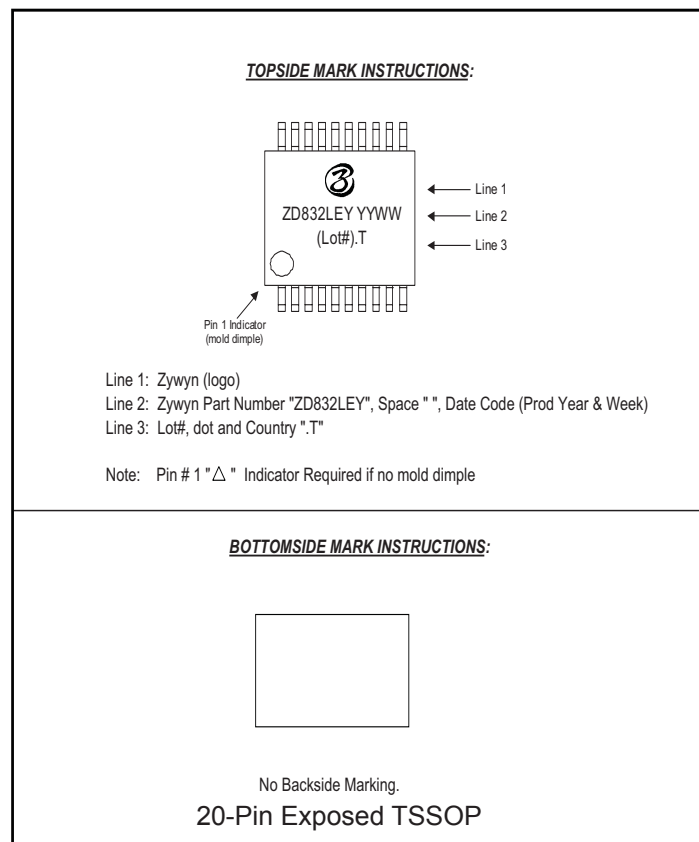 TOPSIDE MARK INSTRUCTIONS:
ZD832LEY YYWW
(Lot#).T
Line 1
Line 2
Line 3
Pin 1 Indicator
(mold dimple)
Line 1: Zywyn (logo)
Line 2: Zywyn Part Number "ZD832LEY", Space " ", Date Code (Prod Year & Week)
Line 3: Lot#, dot and Country ".T"
Note: Pin # 1 "△ " Indicator Required if no mold dimple
BOTTOMSIDE MARK INSTRUCTIONS:
No Backside Marking.
20-Pin Exposed TSSOP